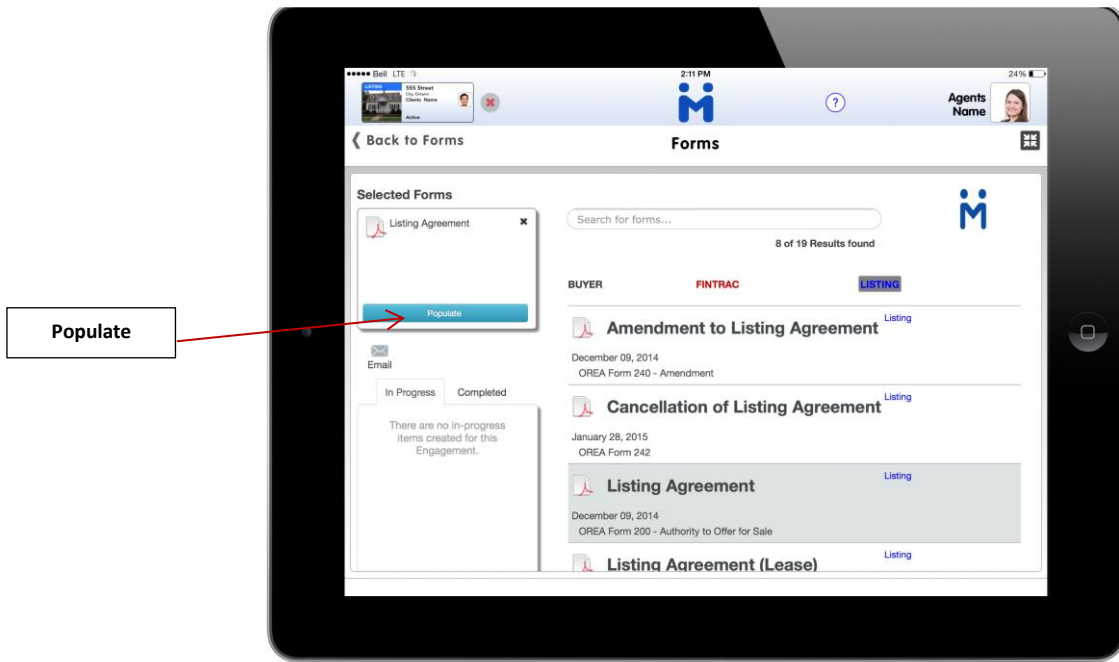 Bell LTE
2:11 PM
24%
LISTING
555 Street
City, Ontario
Clients Name
Active
?
Agents
Name
Back to Forms
Forms
Selected Forms
Listing Agreement
Populate
Populate
Email
In Progress
Completed
There are no in-progress
items created for this
Engagement.
Search for forms...
8 of 19 Results found
BUYER
FINTRAC
LISTING
Amendment to Listing Agreement
Listing
December 09, 2014
OREA Form 240 - Amendment
Cancellation of Listing Agreement
Listing
January 28, 2015
OREA Form 242
Listing Agreement
Listing
December 09, 2014
OREA Form 200 - Authority to Offer for Sale
Listing Agreement (Lease)
Listing